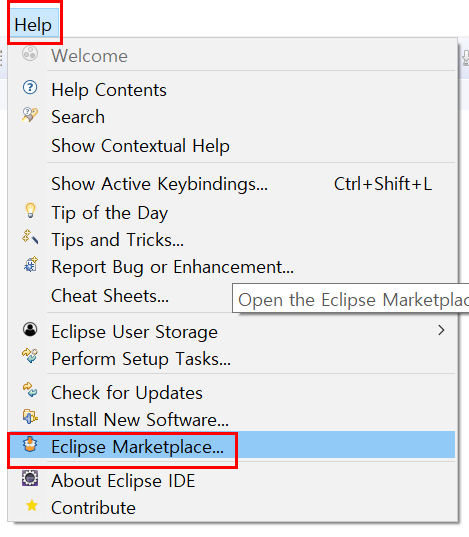 Help
Welcome
Help Contents
Search
Show Contextual Help
Show Active Keybindings... Ctrl+Shift+L
Tip of the Day
Tips and Tricks...
Report Bug or Enhancement...
Cheat Sheets...
Open the Eclipse Marketplac
Eclipse User Storage
Perform Setup Tasks...
Check for Updates
Install New Software...
Eclipse Marketplace...
About Eclipse IDE
Contribute